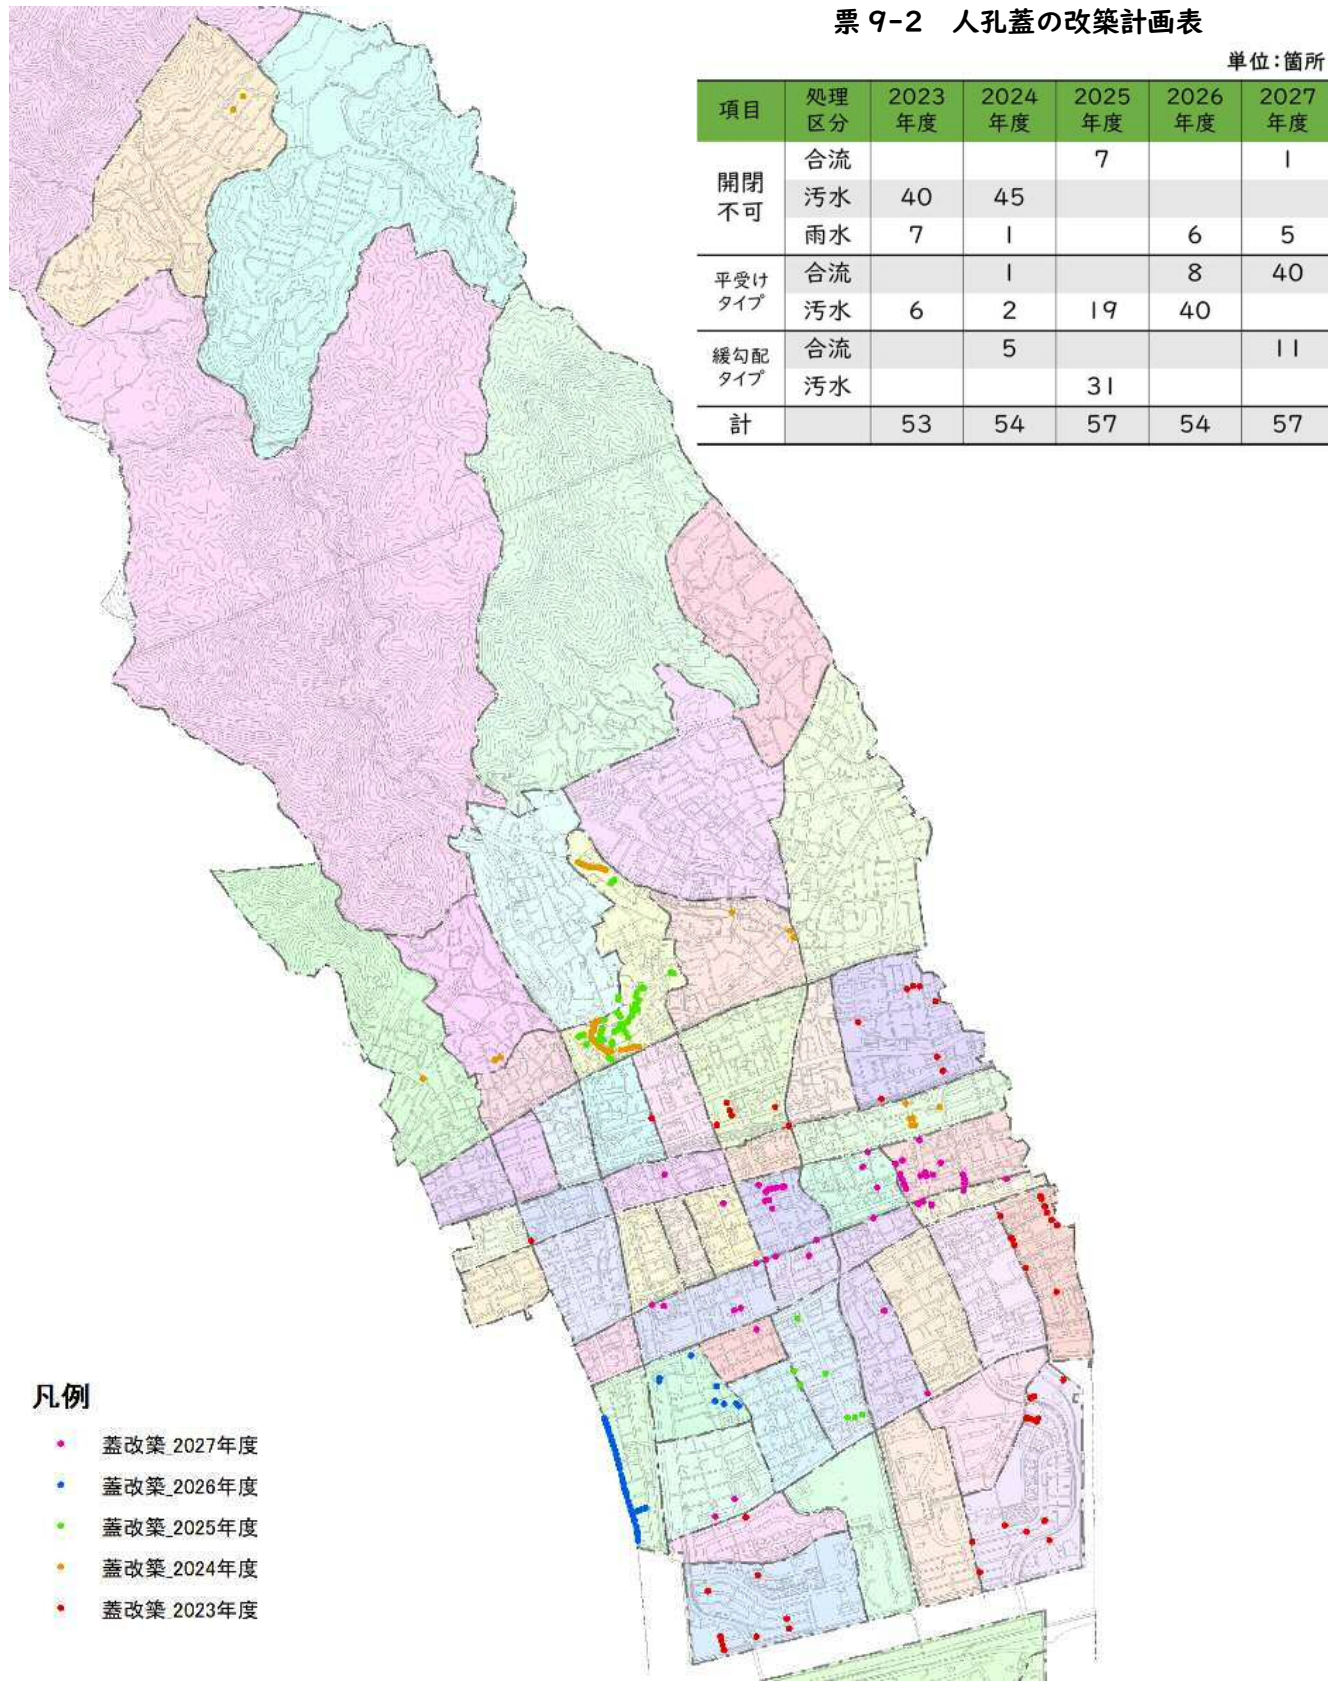 票 9-2 人孔蓋の改築計画表
単位：箇所
項目 処理区分 2023年度 2024年度 2025年度 2026年度 2027年度
開閉不可 合流 7 1
汚水 40 45
雨水 7 1 6 5
平受けタイプ 合流 1 8 40
汚水 6 2 19 40
緩勾配タイプ 合流 5 11
汚水 31
計 53 54 57 54 57
凡例
蓋改築_2027年度
蓋改築_2026年度
蓋改築_2025年度
蓋改築_2024年度
蓋改築_2023年度